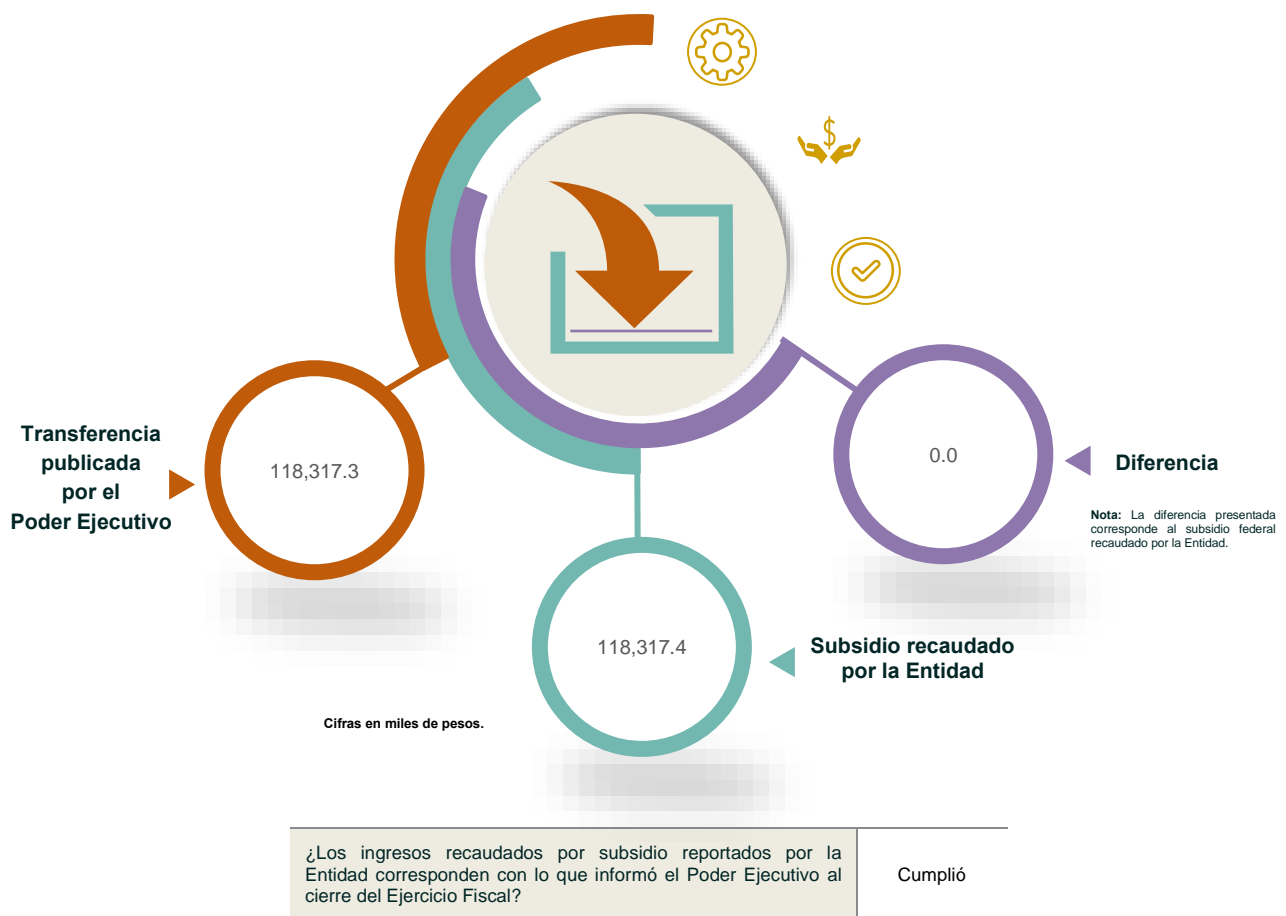 $
Transferencia
publicada
por el
Poder Ejecutivo
118,317.3
0.0
Diferencia
Nota: La diferencia presentada
corresponde al subsidio federal
recaudado por la Entidad.
118,317.4
Subsidio recaudado
por la Entidad
Cifras en miles de pesos.
¿Los ingresos recaudados por subsidio reportados por la
Entidad corresponden con lo que informó el Poder Ejecutivo al
cierre del Ejercicio Fiscal?
Cumplió